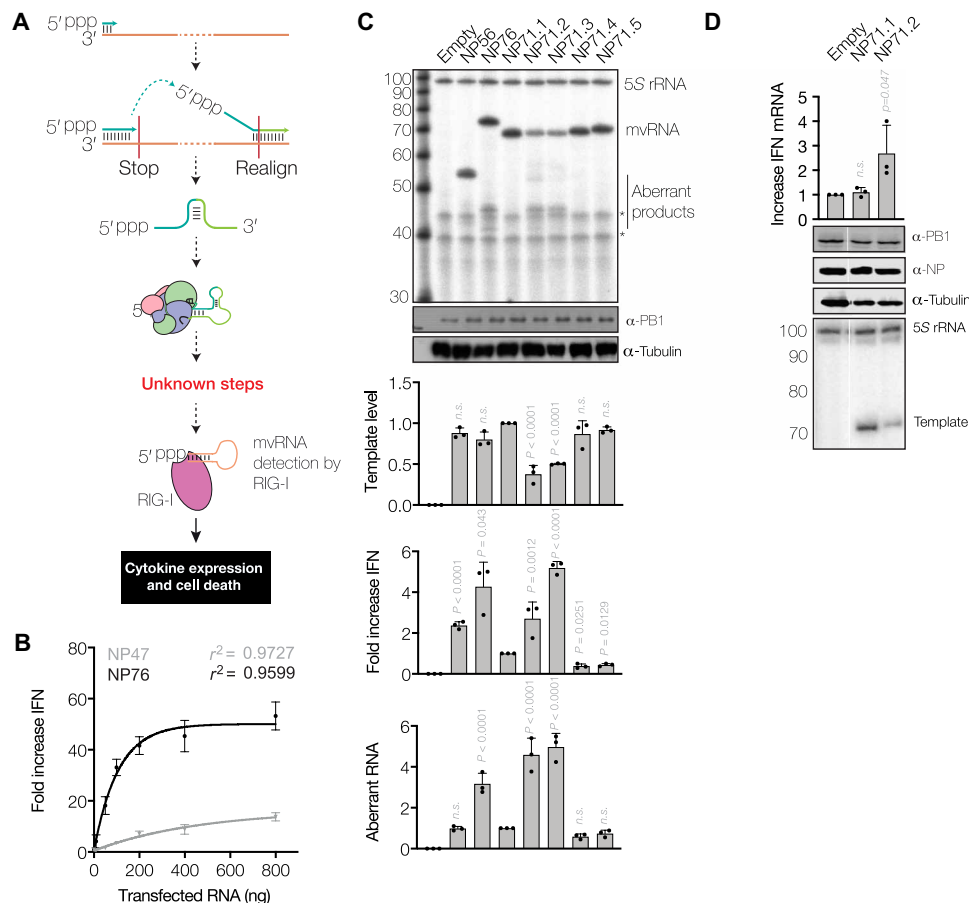 A
5′ ppp
3′
5′ppp
5′ ppp
3′
Stop
Realign
5′ ppp
3′
5′
Unknown steps
5′ ppp
mvRNA
detection by
RIG-I
RIG-I
Cytokine expression
and cell death
B
NP47 r² = 0.9727
NP76 r² = 0.9599
80
60
40
20
0
Fold increase IFN
0 200 400 600 800
Transfected RNA (ng)
C
Empty
NP56
NP76
NP71.1
NP71.2
NP71.3
NP71.4
NP71.5
100
90
80
70
60
50
40
30
5S rRNA
mvRNA
Aberrant
products
*
*
α-PB1
α-Tubulin
Template level
1.5
1.0
0.5
0.0
n.s.
n.s.
P < 0.0001
P < 0.0001
n.s.
n.s.
Fold increase IFN
6
4
2
0
P < 0.0001
P = 0.043
P = 0.0012
P < 0.0001
P = 0.0251
P = 0.0129
Aberrant RNA
6
4
2
0
n.s.
P < 0.0001
P < 0.0001
P < 0.0001
n.s.
n.s.
D
Empty
NP71.1
NP71.2
Increase IFN mRNA
5
4
3
2
1
0
n.s.
p=0.047
α-PB1
α-NP
α-Tubulin
100
90
80
70
5S rRNA
Template